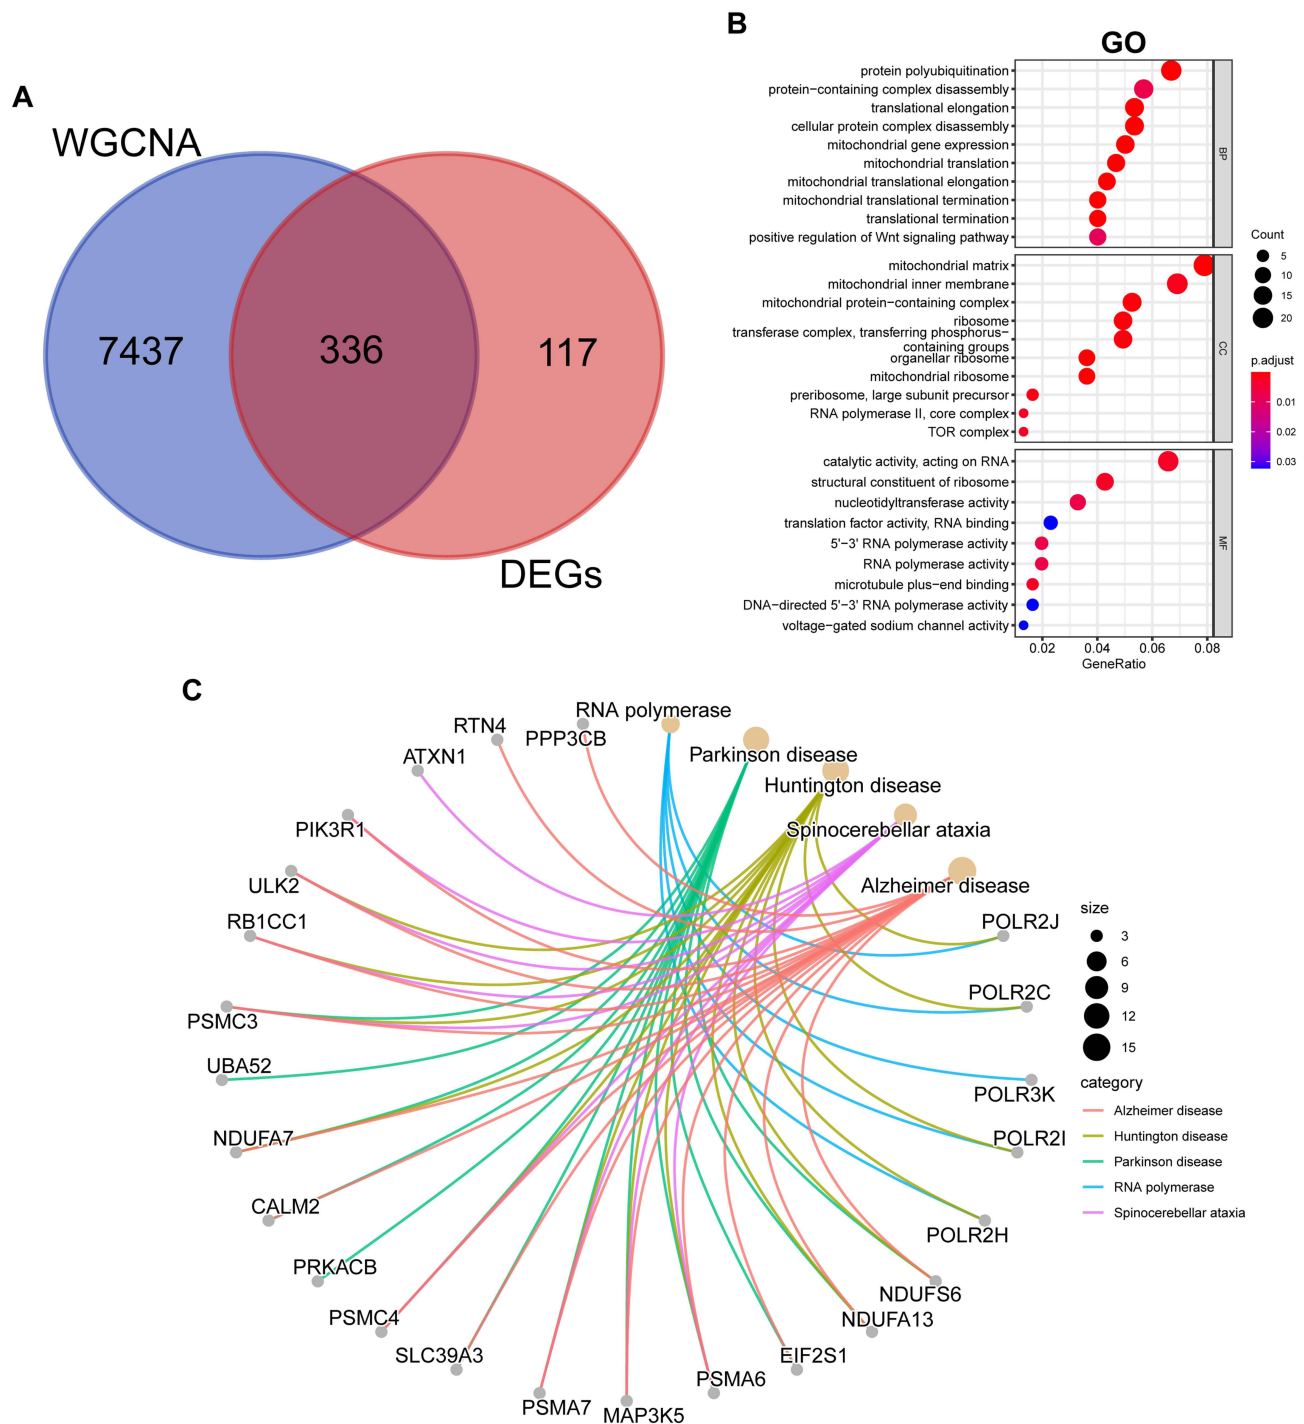 A
WGCNA
7437
336
117
DEGs
B
GO
protein polyubiquitination
protein−containing complex disassembly
translational elongation
cellular protein complex disassembly
mitochondrial gene expression
mitochondrial translation
mitochondrial translational elongation
mitochondrial translational termination
translational termination
positive regulation of Wnt signaling pathway
BP
mitochondrial matrix
mitochondrial inner membrane
mitochondrial protein−containing complex
ribosome
transferase complex, transferring phosphorus−
containing groups
organellar ribosome
mitochondrial ribosome
preribosome, large subunit precursor
RNA polymerase II, core complex
TOR complex
CC
catalytic activity, acting on RNA
structural constituent of ribosome
nucleotidyltransferase activity
translation factor activity, RNA binding
5'−3' RNA polymerase activity
RNA polymerase activity
microtubule plus−end binding
DNA−directed 5'−3' RNA polymerase activity
voltage−gated sodium channel activity
MF
0.02 0.04 0.06 0.08
GeneRatio
Count
5
10
15
20
p.adjust
0.01
0.02
0.03
C
RNA polymerase
Parkinson disease
Huntington disease
Spinocerebellar ataxia
Alzheimer disease
PPP3CB
RTN4
ATXN1
PIK3R1
ULK2
RB1CC1
PSMC3
UBA52
NDUFA7
CALM2
PRKACB
PSMC4
SLC39A3
PSMA7
MAP3K5
PSMA6
EIF2S1
NDUFA13
NDUFS6
POLR2H
POLR2I
POLR3K
POLR2C
POLR2J
size
3
6
9
12
15
category
Alzheimer disease
Huntington disease
Parkinson disease
RNA polymerase
Spinocerebellar ataxia